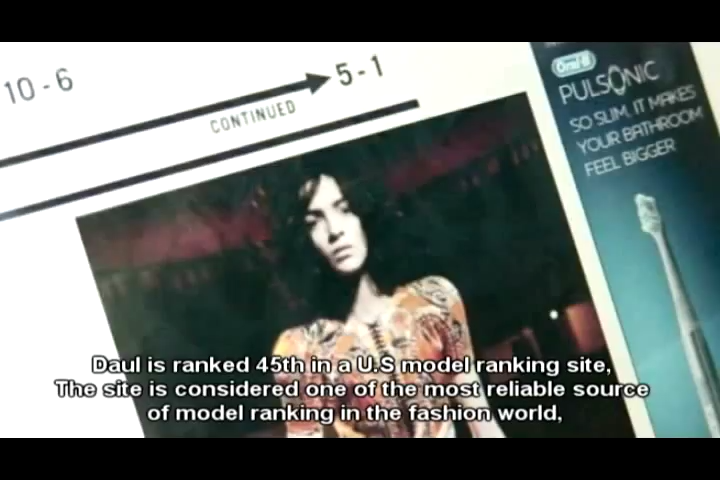 10 - 6
5 - 1
CONTINUED
Oral B
PULSONIC
SO SLIM, IT MAKES
YOUR BATHROOM
FEEL BIGGER
Daul is ranked 45th in a U.S model ranking site,
The site is considered one of the most reliable source
of model ranking in the fashion world,